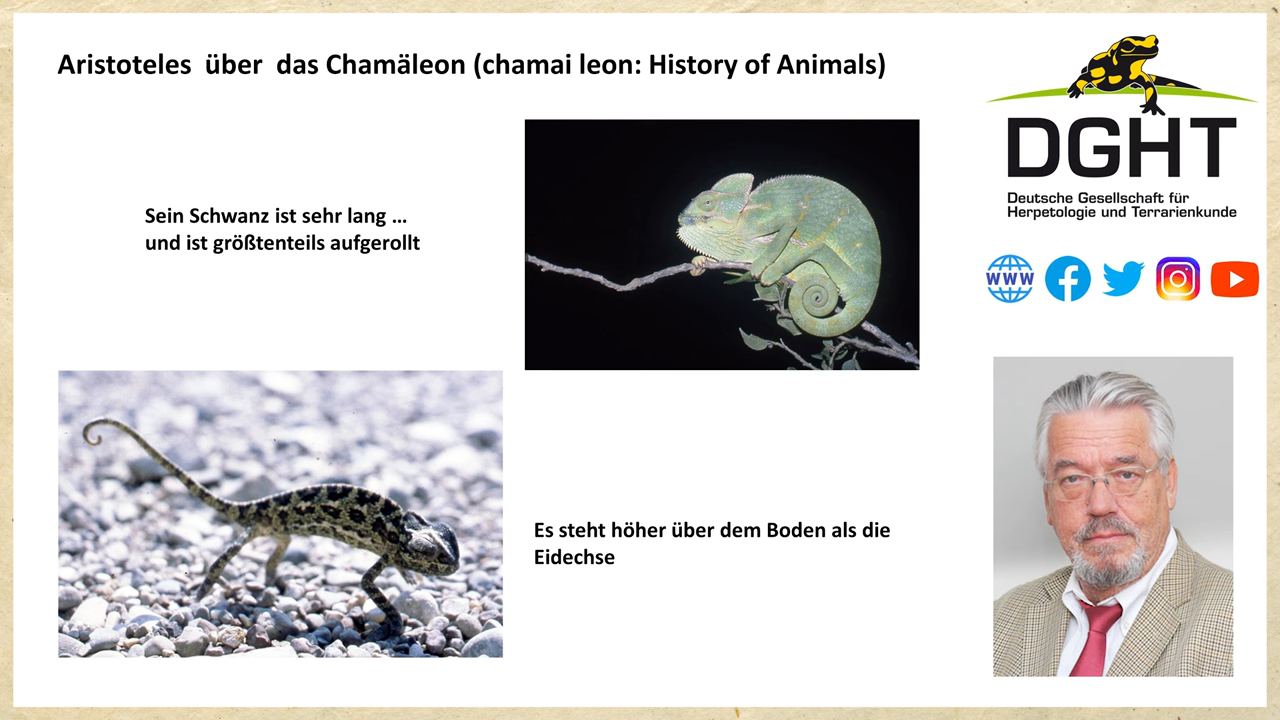 Aristoteles über das Chamäleon (chamai leon: History of Animals)
Sein Schwanz ist sehr lang ...
und ist größtenteils aufgerollt
Es steht höher über dem Boden als die
Eidechse
DGHT
Deutsche Gesellschaft für
Herpetologie und Terrarienkunde
WWW